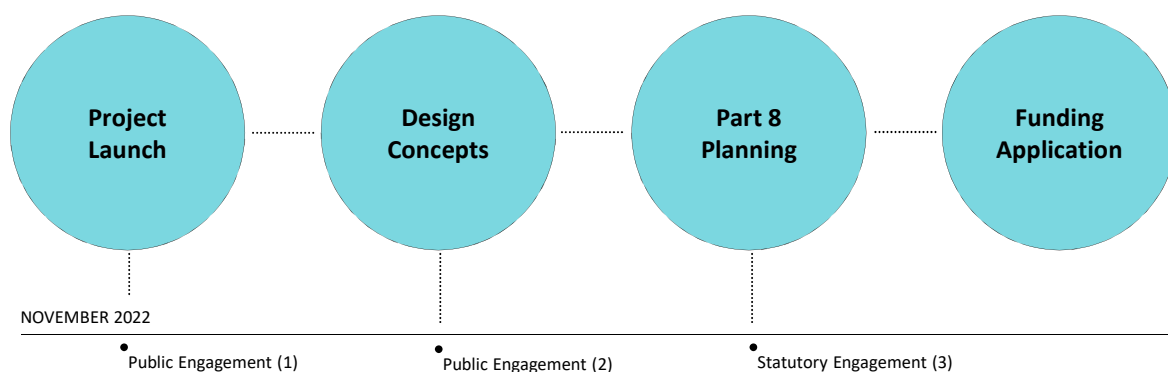 Project
Launch
Design
Concepts
Part 8
Planning
Funding
Application
NOVEMBER 2022
Public Engagement (1)
Public Engagement (2)
Statutory Engagement (3)